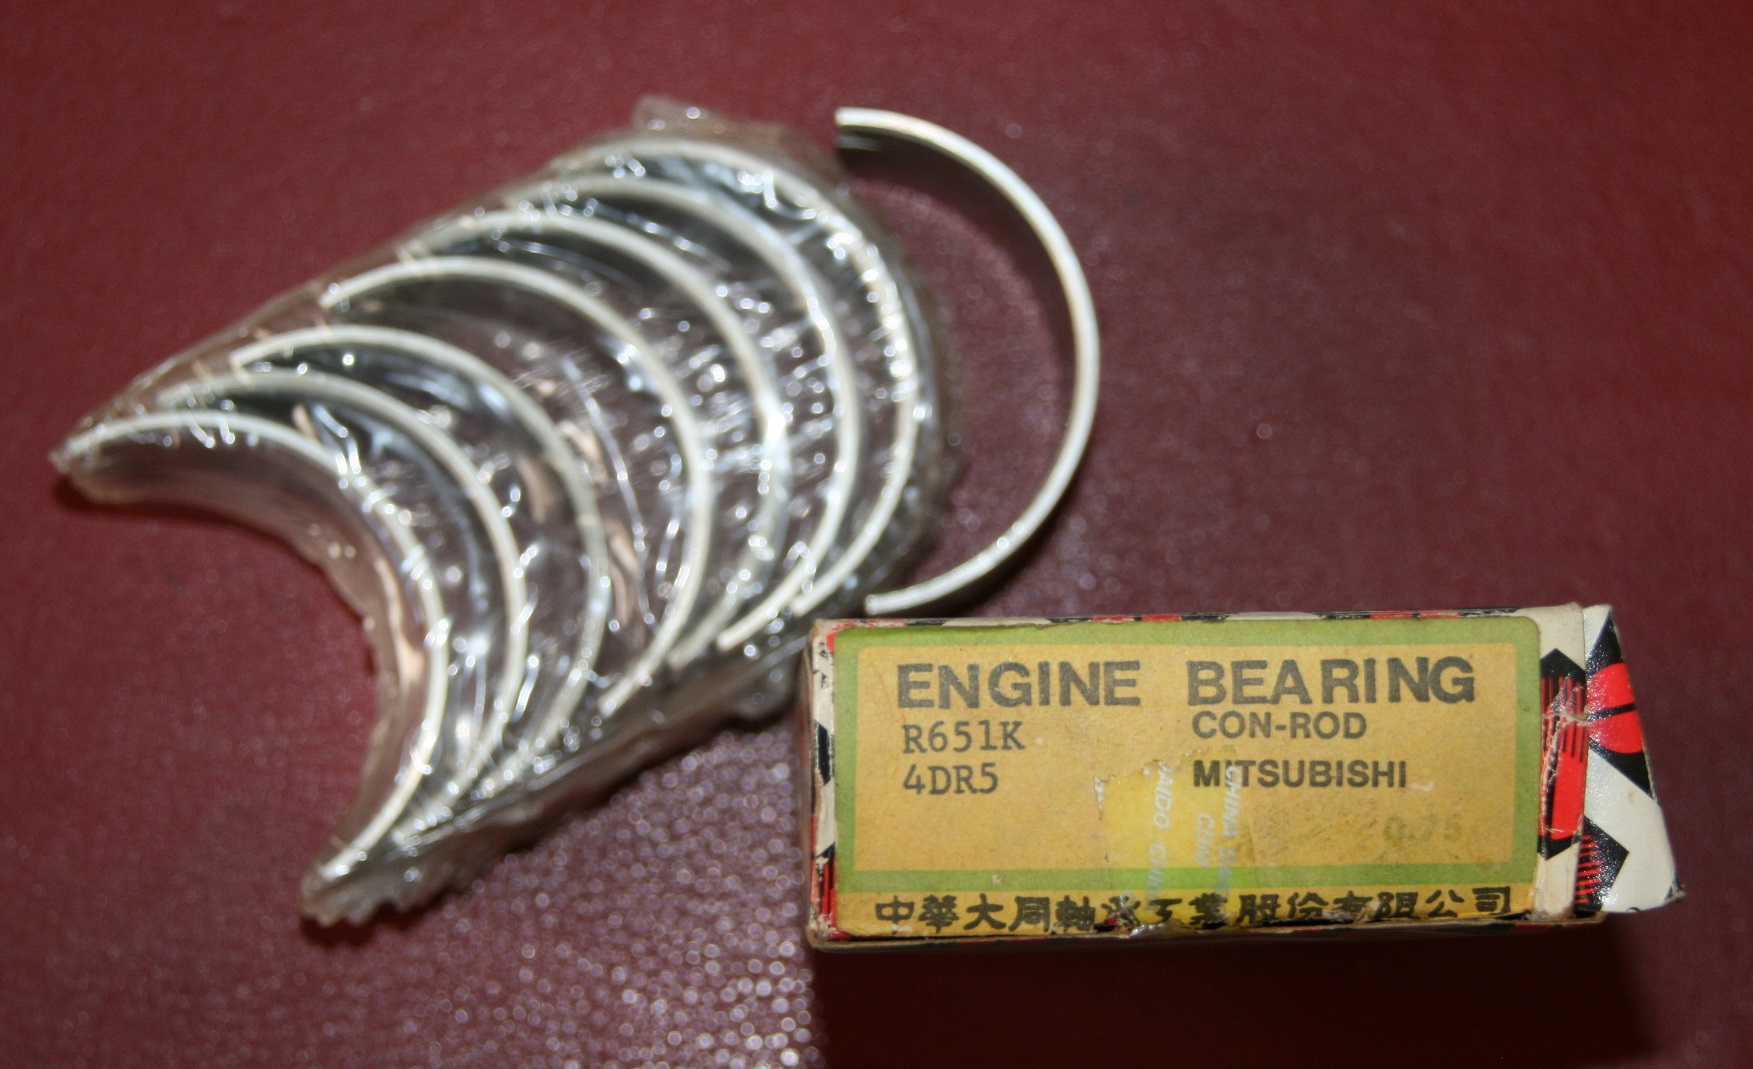 ENGINE BEARING
R651K CON-ROD
4DR5 MITSUBISHI
0.75
中華大同軸承工業股份有限公司